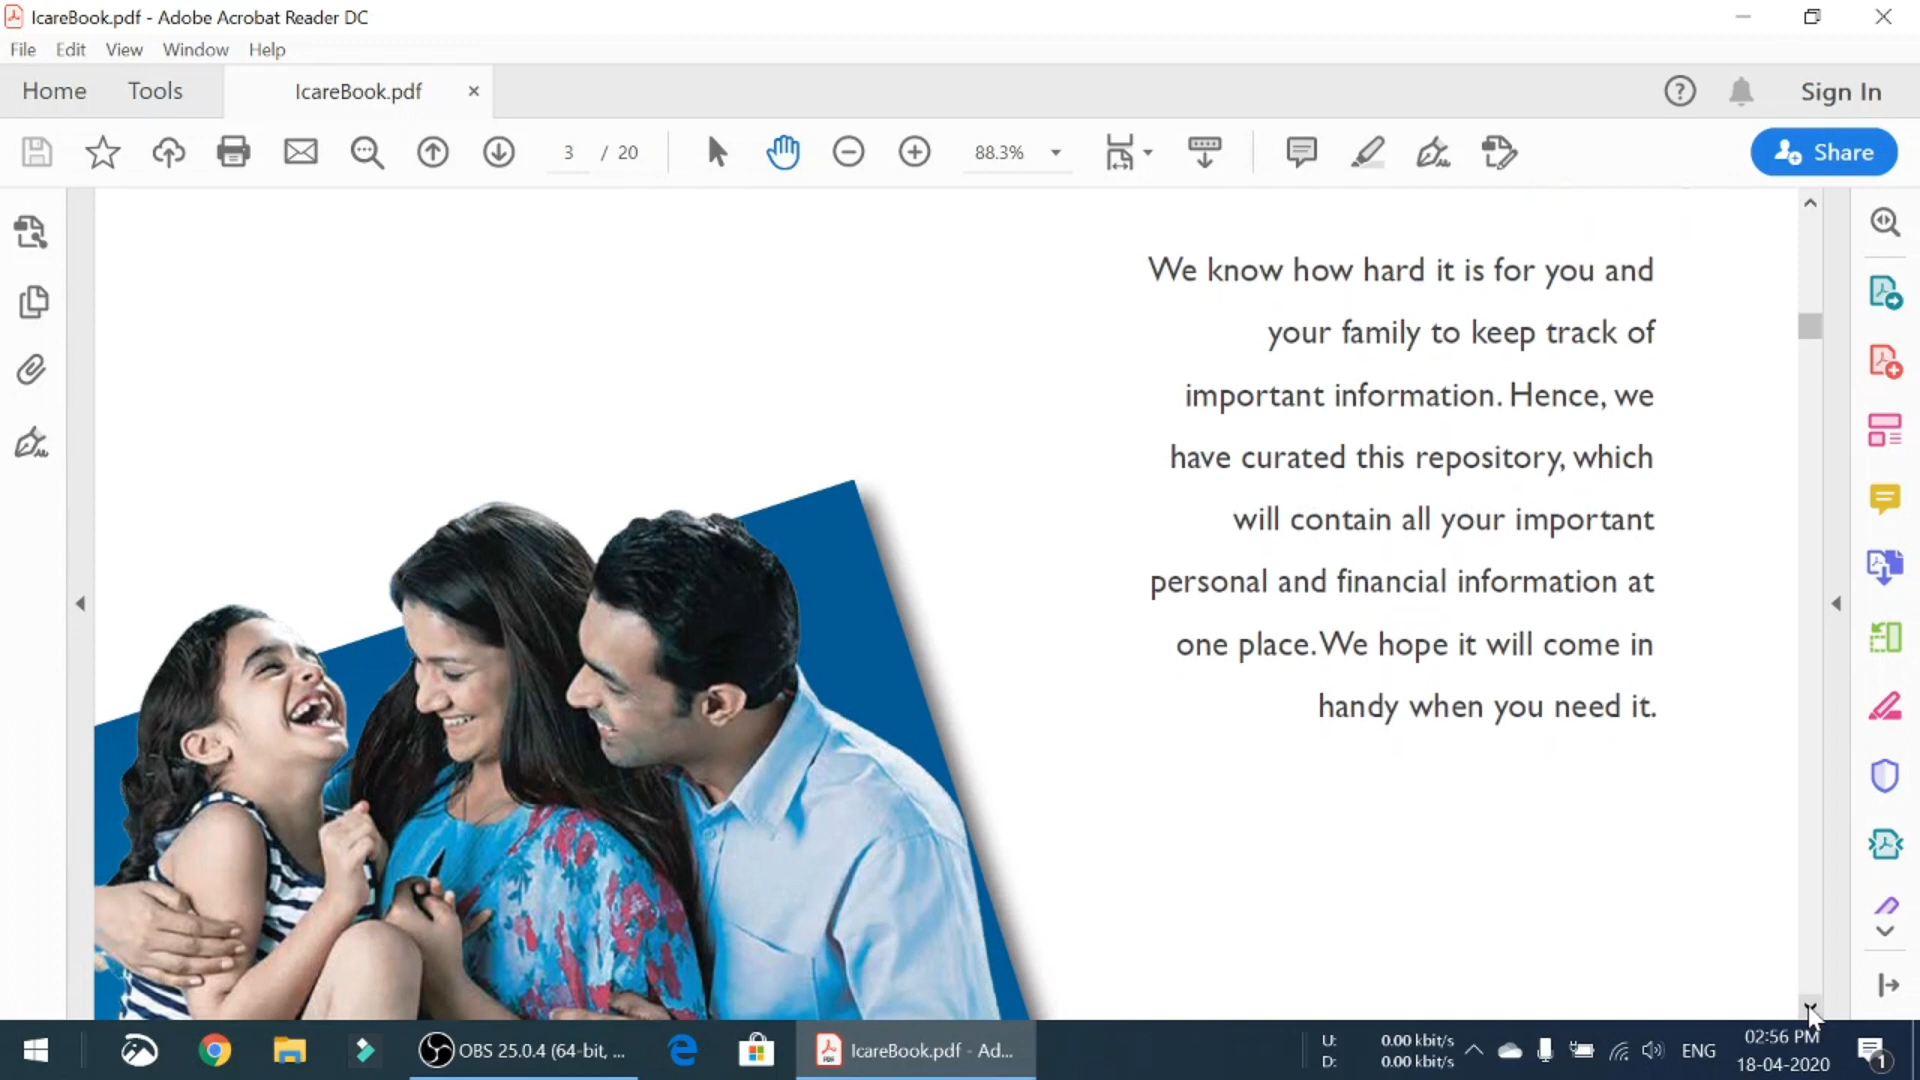 IcareBook.pdf - Adobe Acrobat Reader DC
File Edit View Window Help
Home Tools IcareBook.pdf × Sign In
3 / 20 88.3% Share
We know how hard it is for you and
your family to keep track of
important information. Hence, we
have curated this repository, which
will contain all your important
personal and financial information at
one place. We hope it will come in
handy when you need it.
OBS 25.0.4 (64-bit, ...
IcareBook.pdf - Ad...
U: 0.00 kbit/s
D: 0.00 kbit/s
ENG
02:56 PM
18-04-2020
1